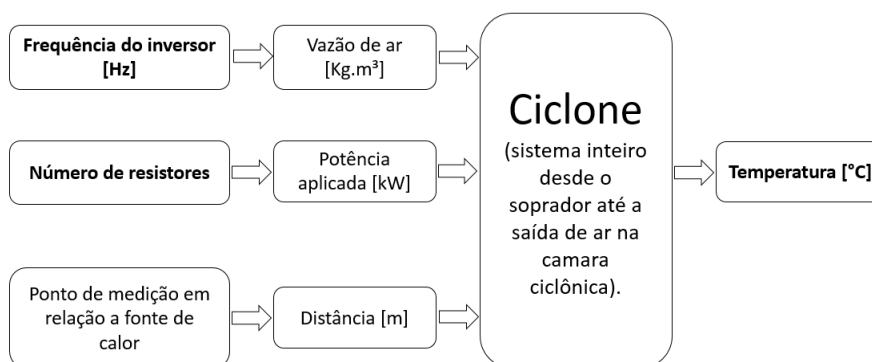 Frequência do inversor
[Hz]
Vazão de ar
[Kg.m³]
Número de resistores
Potência
aplicada [kW]
Ponto de medição em
relação a fonte de
calor
Distância [m]
Ciclone
(sistema inteiro
desde o
soprador até a
saída de ar na
camara
ciclônica).
Temperatura [°C]